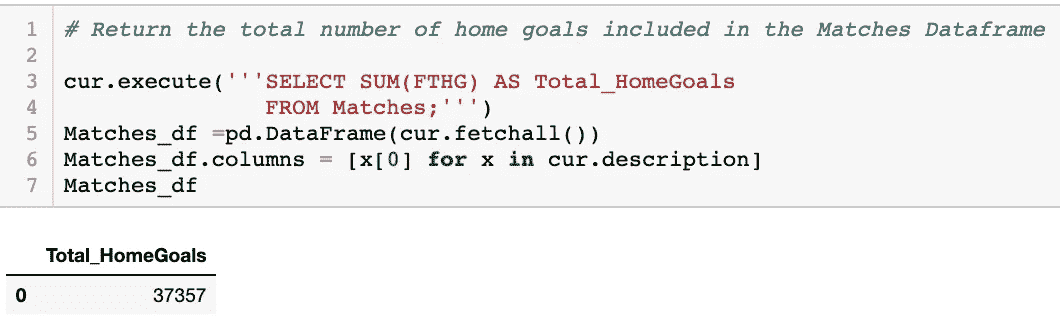 1 # Return the total number of home goals included in the Matches Dataframe
2
3 cur.execute('''SELECT SUM(FTHG) AS Total_HomeGoals
4 FROM Matches;''')
5 Matches_df =pd.DataFrame(cur.fetchall())
6 Matches_df.columns = [x[0] for x in cur.description]
7 Matches_df
Total_HomeGoals
0 37357